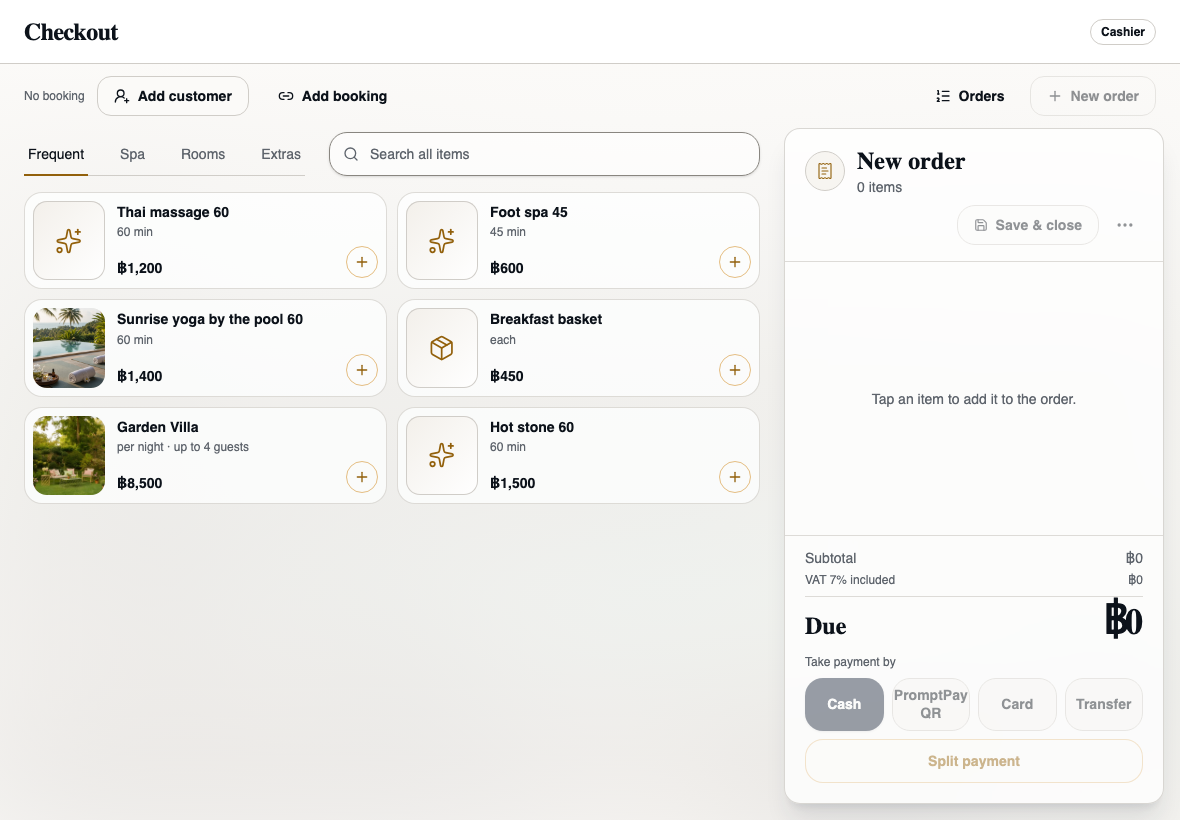 Checkout
Cashier
No booking
Add customer
Add booking
Orders
New order
Frequent
Spa
Rooms
Extras
Search all items
Thai massage 60
60 min
฿1,200
Foot spa 45
45 min
฿600
Sunrise yoga by the pool 60
60 min
฿1,400
Breakfast basket
each
฿450
Garden Villa
per night · up to 4 guests
฿8,500
Hot stone 60
60 min
฿1,500
New order
0 items
Save & close
Tap an item to add it to the order.
Subtotal
฿0
VAT 7% included
฿0
Due
฿0
Take payment by
Cash
PromptPay
QR
Card
Transfer
Split payment